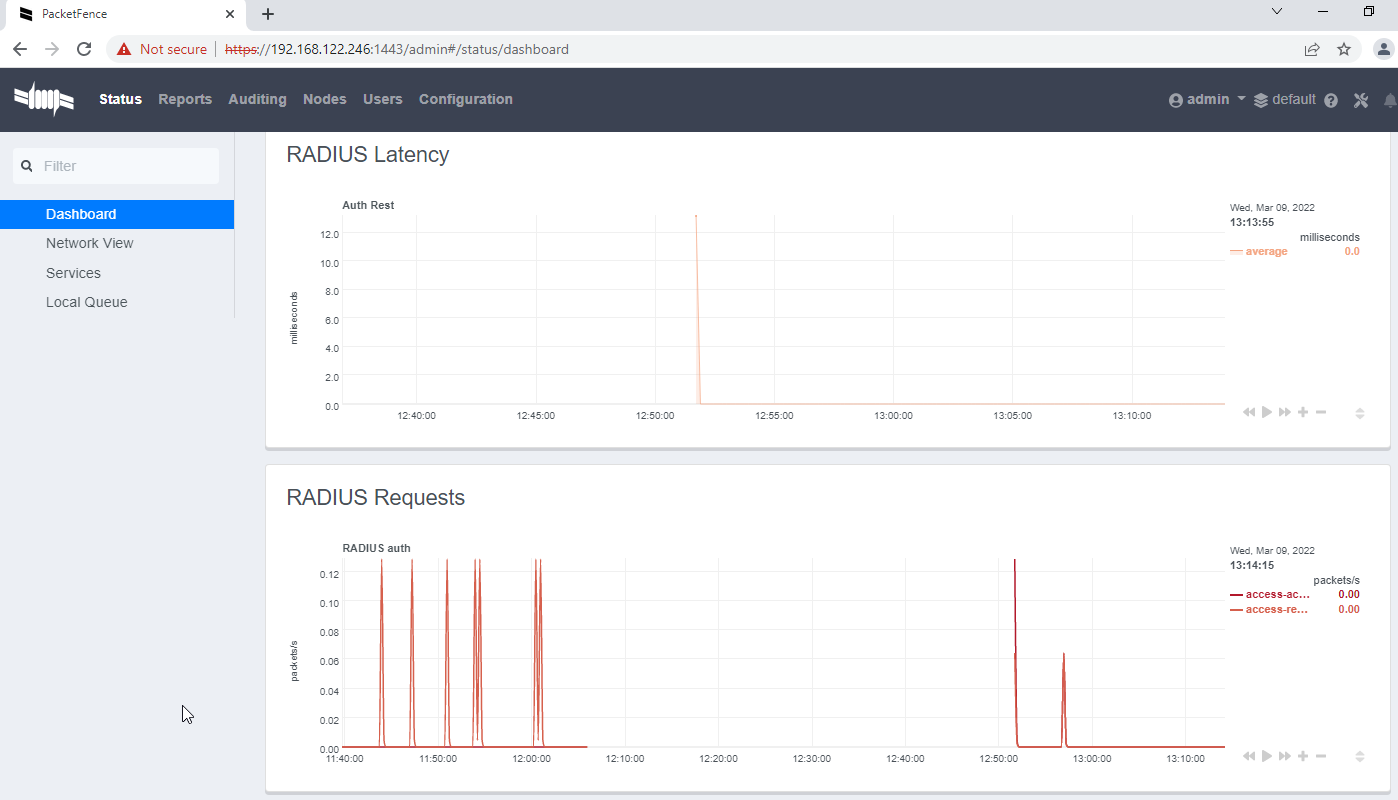 PacketFence
Not secure https://192.168.122.246:1443/admin#/status/dashboard
Status Reports Auditing Nodes Users Configuration admin default
Filter
Dashboard
Network View
Services
Local Queue
RADIUS Latency
Auth Rest
Wed, Mar 09, 2022
13:13:55
milliseconds
average 0.0
milliseconds
12.0
10.0
8.0
6.0
4.0
2.0
0.0
12:40:00 12:45:00 12:50:00 12:55:00 13:00:00 13:05:00 13:10:00
RADIUS Requests
RADIUS auth
Wed, Mar 09, 2022
13:14:15
packets/s
access-ac... 0.00
access-re... 0.00
packets/s
0.12
0.10
0.08
0.06
0.04
0.02
0.00
11:40:00 11:50:00 12:00:00 12:10:00 12:20:00 12:30:00 12:40:00 12:50:00 13:00:00 13:10:00